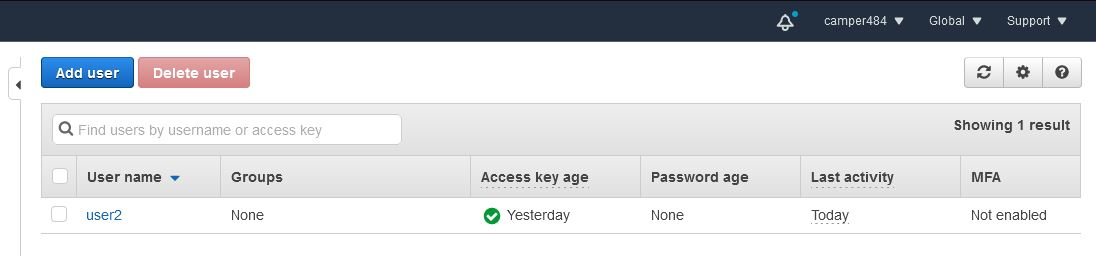 camper484 Global Support
Add user Delete user
Find users by username or access key
Showing 1 result
User name Groups Access key age Password age Last activity MFA
user2 None Yesterday None Today Not enabled